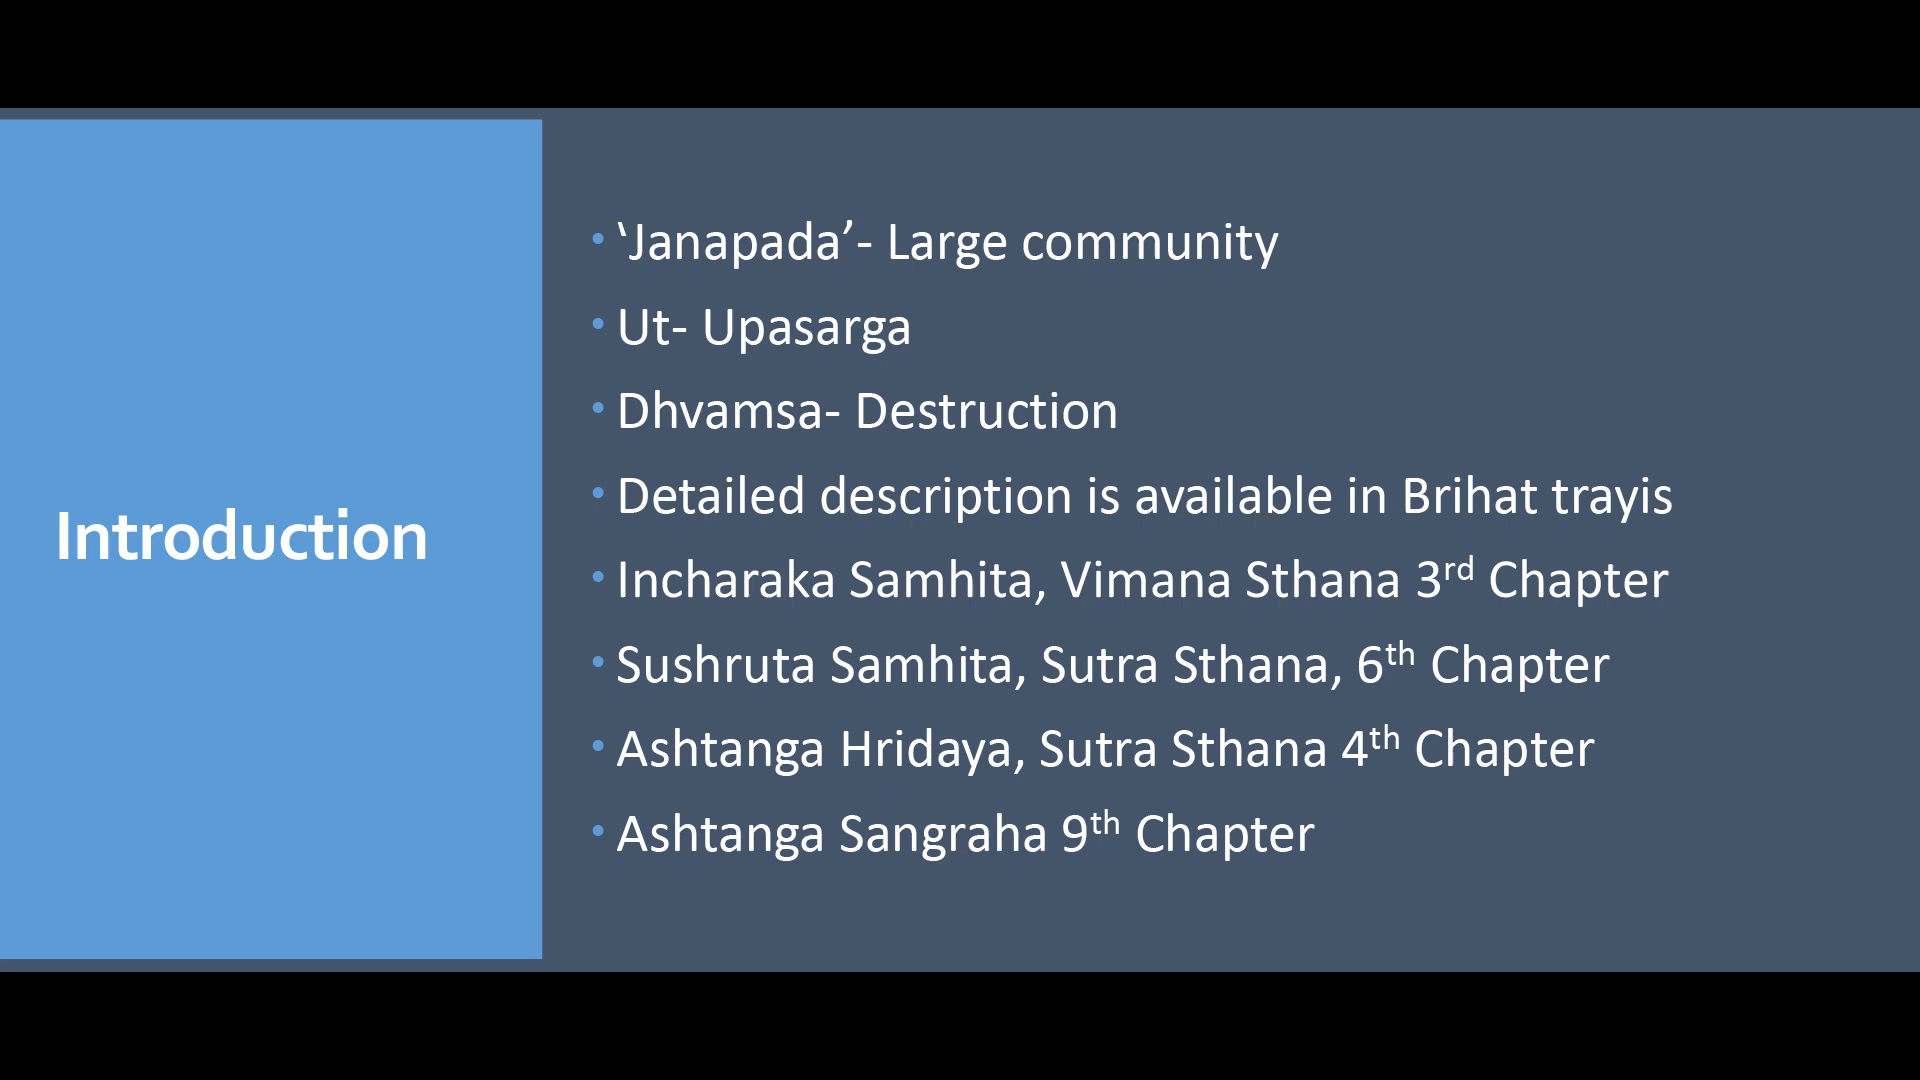 Introduction
• ‘Janapada’- Large community
• Ut- Upasarga
• Dhvamsa- Destruction
• Detailed description is available in Brihat trayis
• Incharaka Samhita, Vimana Sthana 3rd Chapter
• Sushruta Samhita, Sutra Sthana, 6th Chapter
• Ashtanga Hridaya, Sutra Sthana 4th Chapter
• Ashtanga Sangraha 9th Chapter